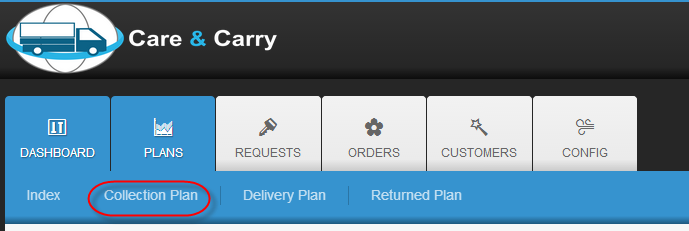 Care & Carry
DASHBOARD PLANS REQUESTS ORDERS CUSTOMERS CONFIG
Index Collection Plan Delivery Plan Returned Plan